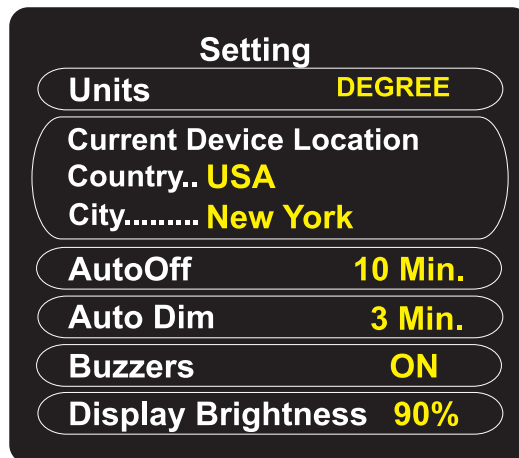 Setting
Units DEGREE
Current Device Location
Country.. USA
City......... New York
AutoOff 10 Min.
Auto Dim 3 Min.
Buzzers ON
Display Brightness 90%